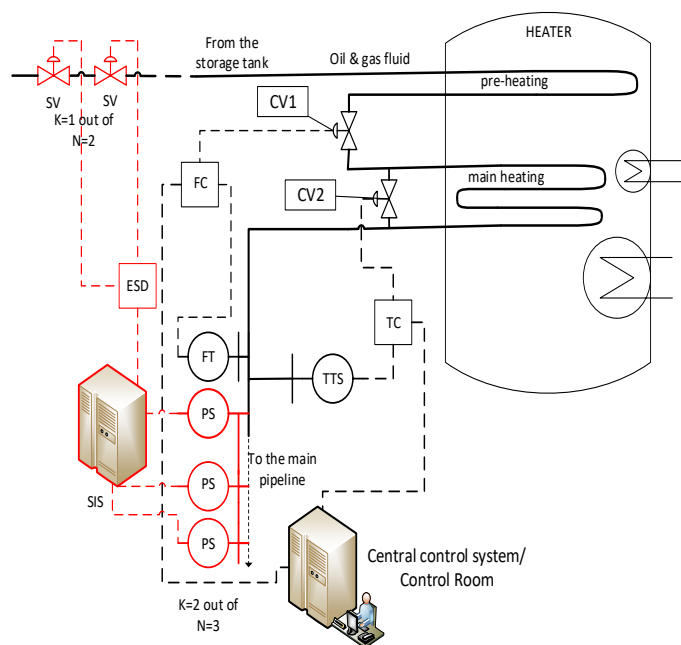 HEATER
From the
storage tank
Oil & gas fluid
pre-heating
SV
SV
K=1 out of
N=2
CV1
FC
main heating
CV2
ESD
TC
FT
TTS
PS
To the main
pipeline
PS
SIS
PS
Central control system/
Control Room
K=2 out of
N=3